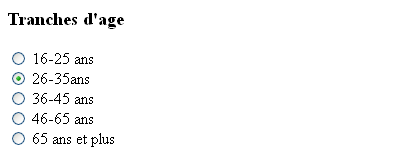 Tranches d'age
16-25 ans
26-35ans
36-45 ans
46-65 ans
65 ans et plus